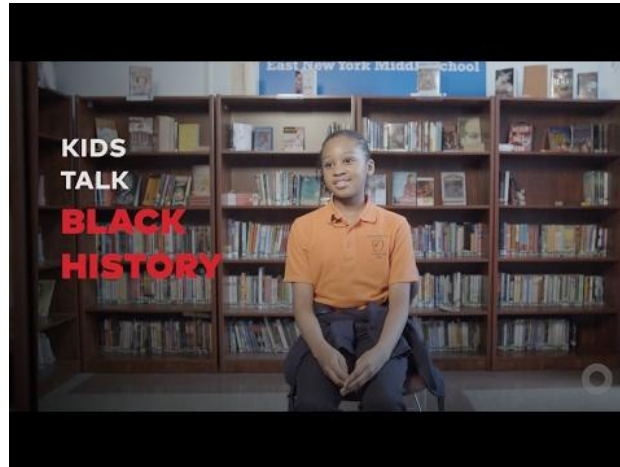 East New York Middle School
KIDS
TALK
BLACK
HISTORY